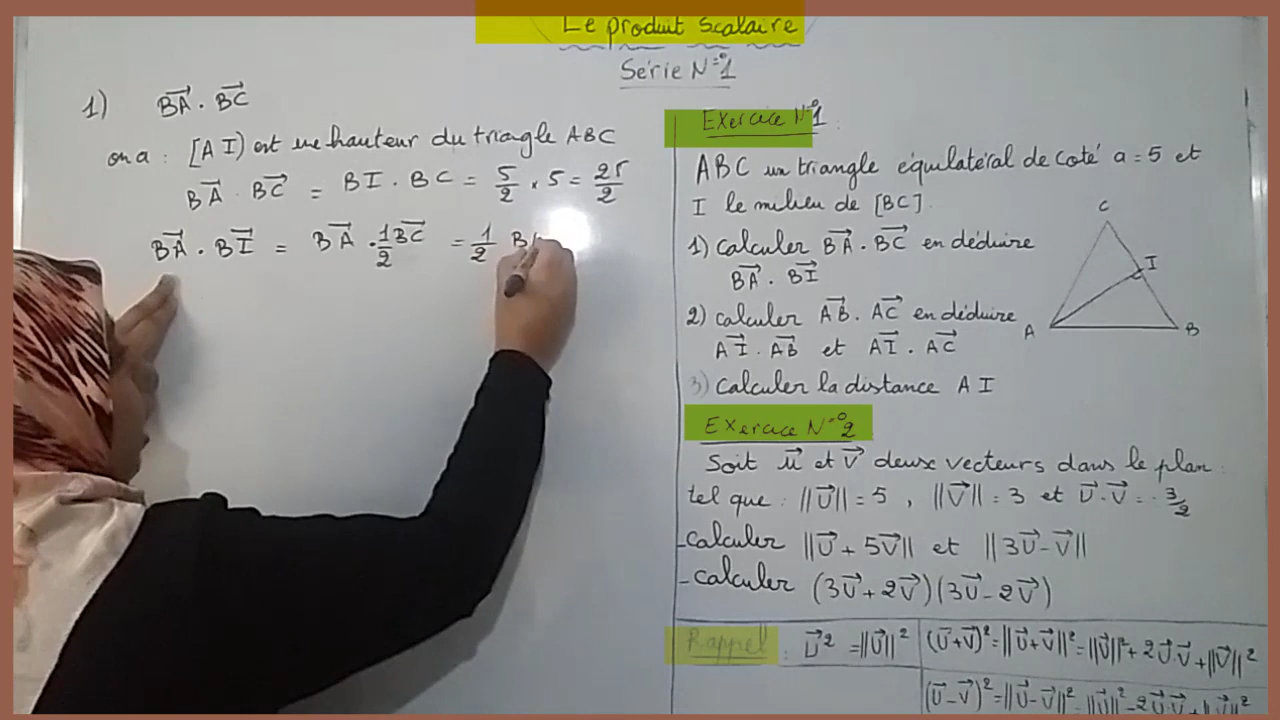 Le produit scalaire
Série N°1
1) BA⃗ . BC⃗
on a : [AI) est une hauteur du triangle ABC
BA⃗ . BC⃗ = BI . BC = 5/2 × 5 = 25/2
BA⃗ . BI⃗ = BA⃗ . 1/2 BC⃗ = 1/2 B
Exercice N°1 :
ABC un triangle équilatéral de coté a = 5 et
I le milieu de [BC].
1) calculer BA⃗ . BC⃗ en déduire
BA⃗ . BI⃗
2) calculer AB⃗ . AC⃗ en déduire
AI⃗ . AB⃗ et AI⃗ . AC⃗
3) calculer la distance AI
C
I
A
B
Exercice N°2
Soit u⃗ et v⃗ deux vecteurs dans le plan
tel que : ||U⃗|| = 5 , ||V⃗|| = 3 et U⃗.V⃗ = -3/2
-calculer ||U⃗ + 5V⃗|| et ||3U⃗ - V⃗||
-calculer (3U⃗ + 2V⃗)(3U⃗ - 2V⃗)
Rappel : U⃗² = ||U⃗||²
(U⃗+V⃗)² = ||U⃗+V⃗||² = ||U⃗||² + 2U⃗.V⃗ + ||V⃗||²
(U⃗-V⃗)² = ||U⃗-V⃗||² = ||U⃗||² - 2U⃗V⃗ + ||V⃗||²